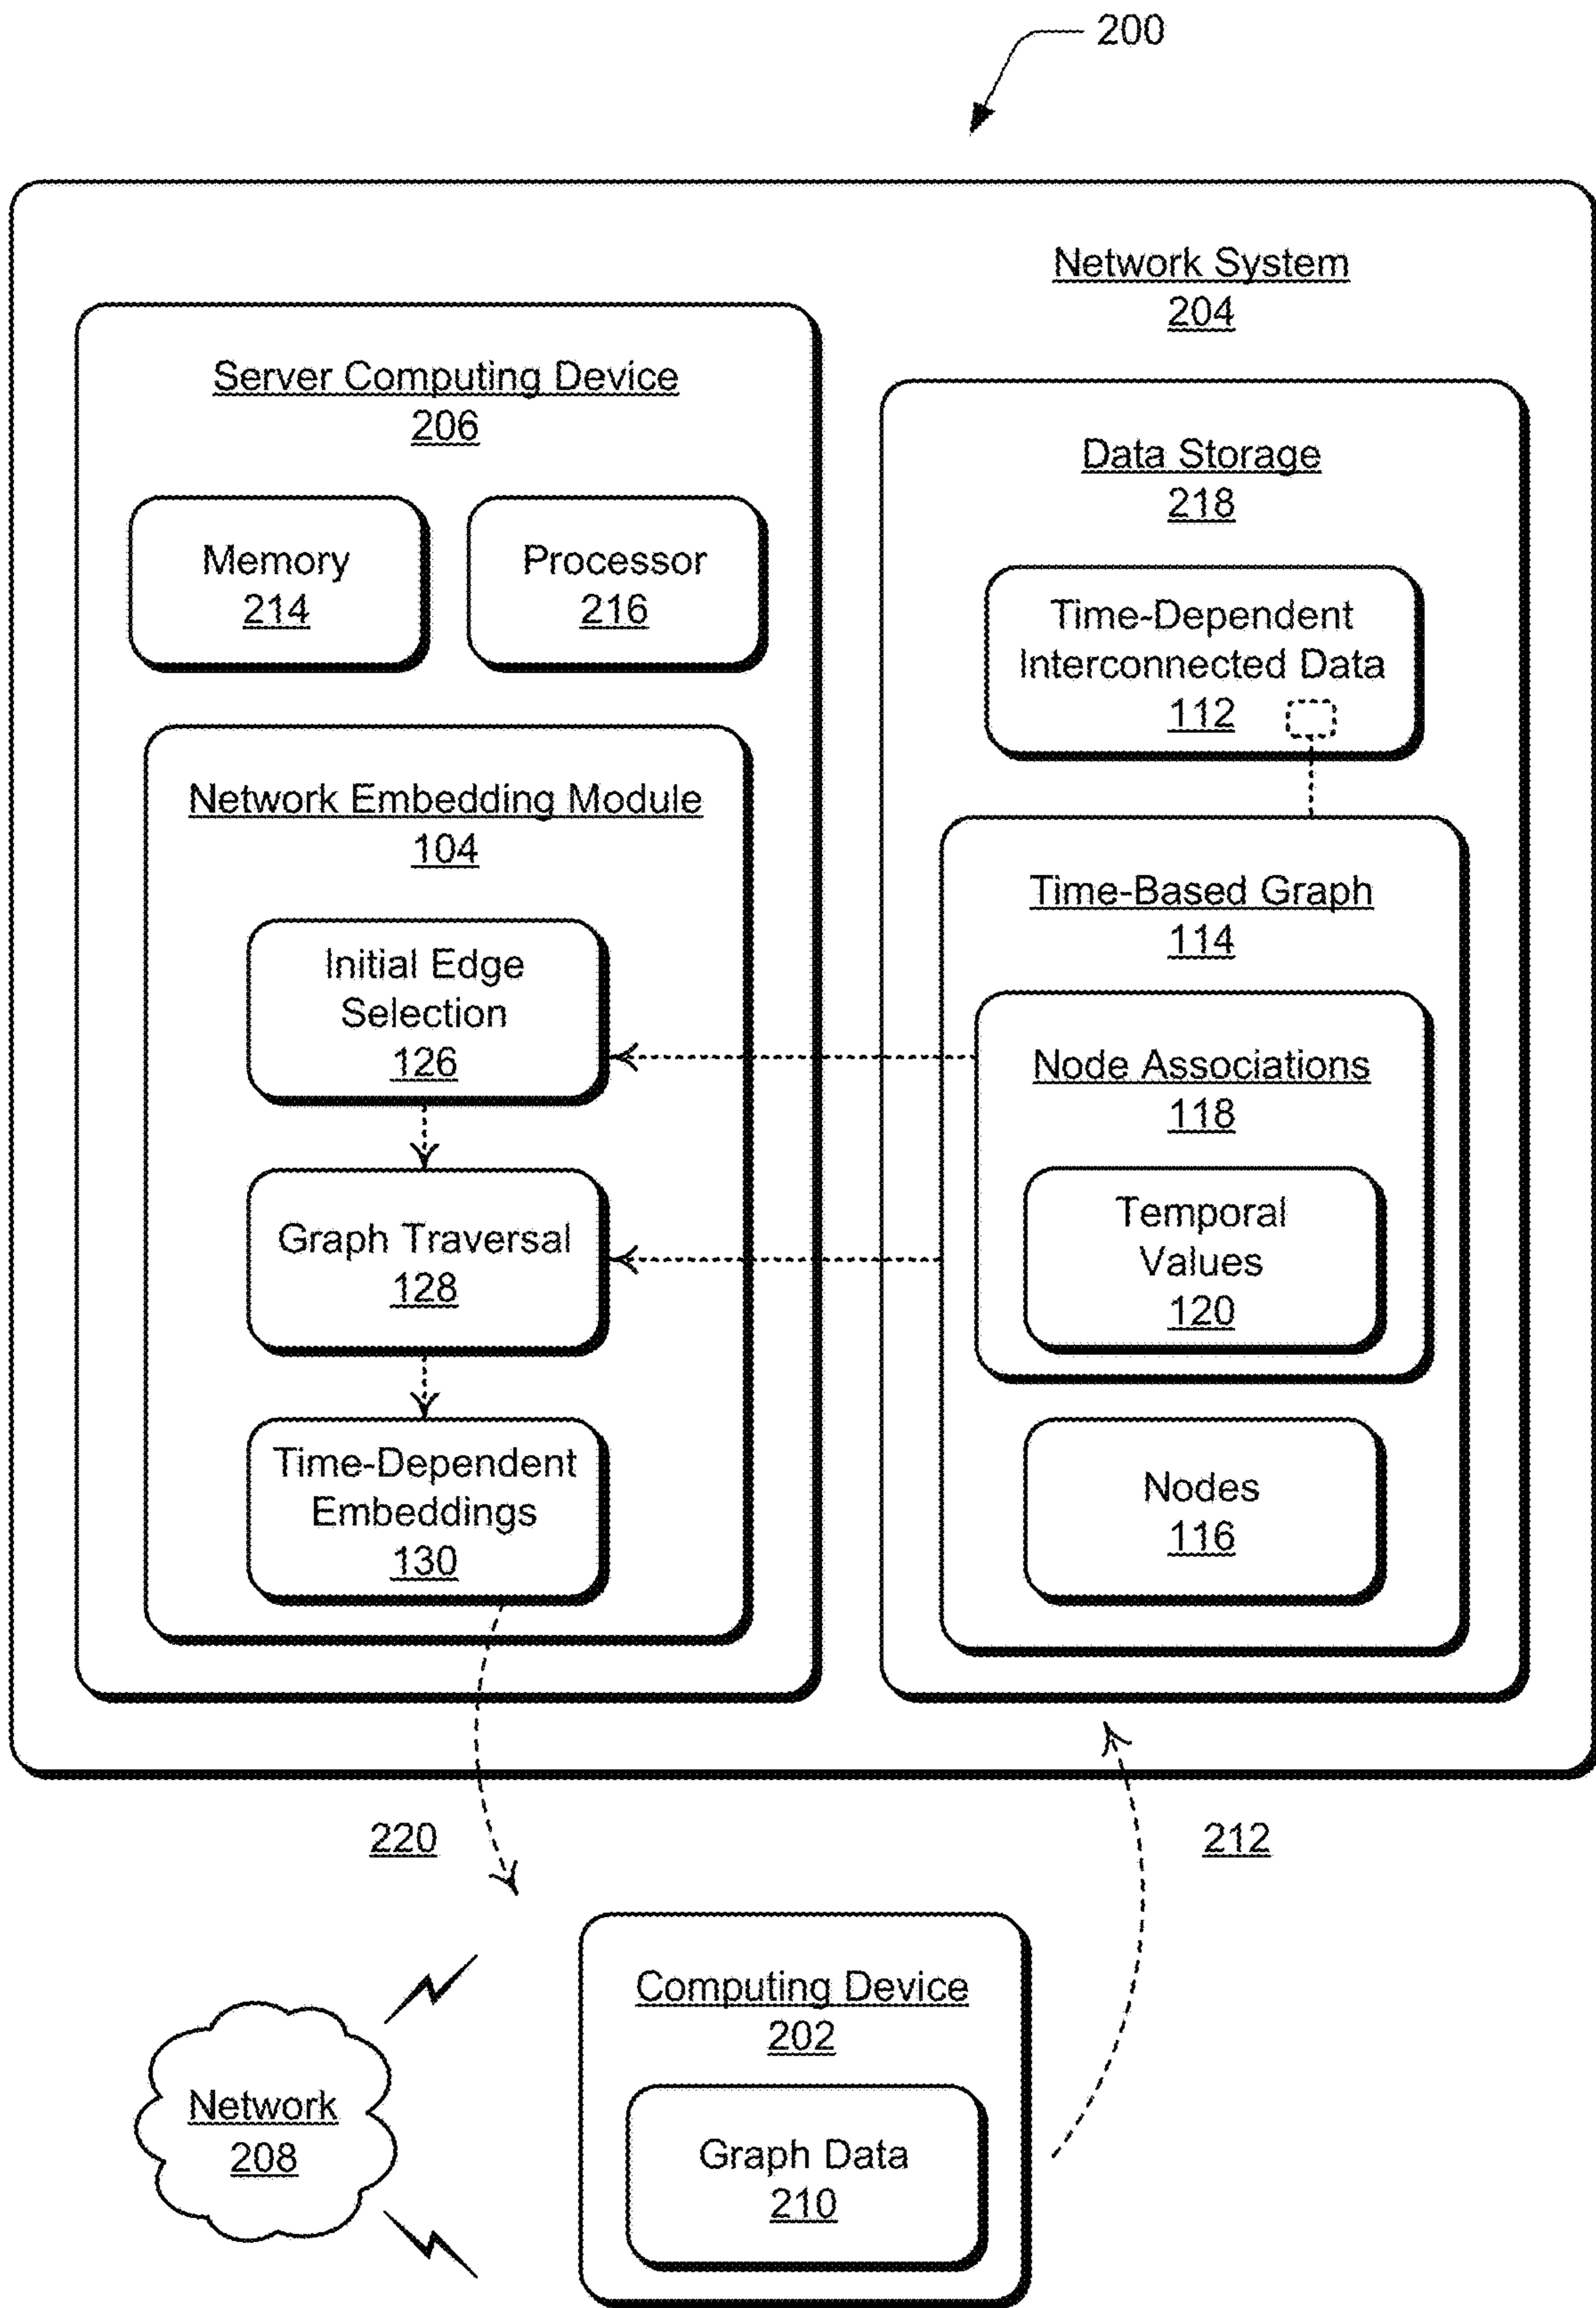 200
Network System
204
Server Computing Device
206
Memory
214
Processor
216
Network Embedding Module
104
Initial Edge
Selection
126
Graph Traversal
128
Time-Dependent
Embeddings
130
Data Storage
218
Time-Dependent
Interconnected Data
112
Time-Based Graph
114
Node Associations
118
Temporal
Values
120
Nodes
116
220
212
Computing Device
202
Graph Data
210
Network
208